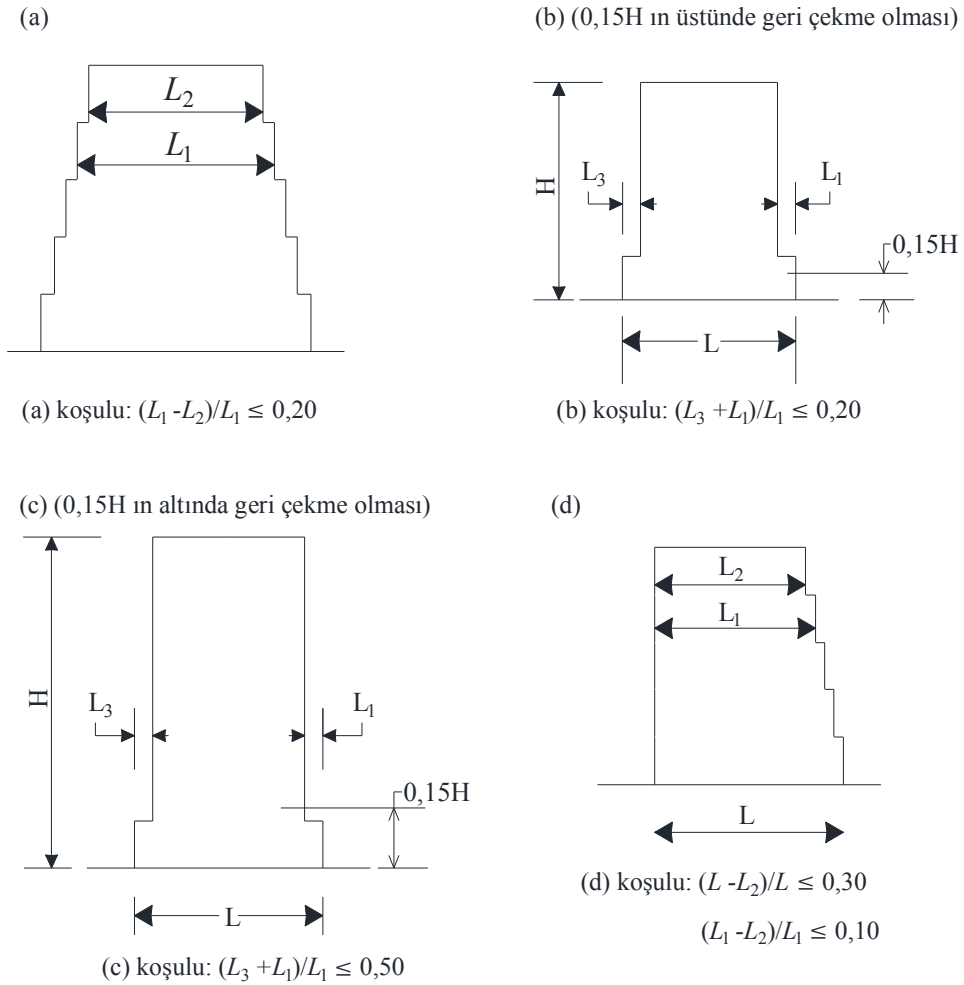 (a)
L2
L1
(a) koşulu: (L1 -L2)/L1 ≤ 0,20
(b) (0,15H ın üstünde geri çekme olması)
H
L3
L1
0,15H
L
(b) koşulu: (L3 +L1)/L1 ≤ 0,20
(c) (0,15H ın altında geri çekme olması)
H
L3
L1
0,15H
L
(c) koşulu: (L3 +L1)/L1 ≤ 0,50
(d)
L2
L1
L
(d) koşulu: (L -L2)/L ≤ 0,30
(L1 -L2)/L1 ≤ 0,10